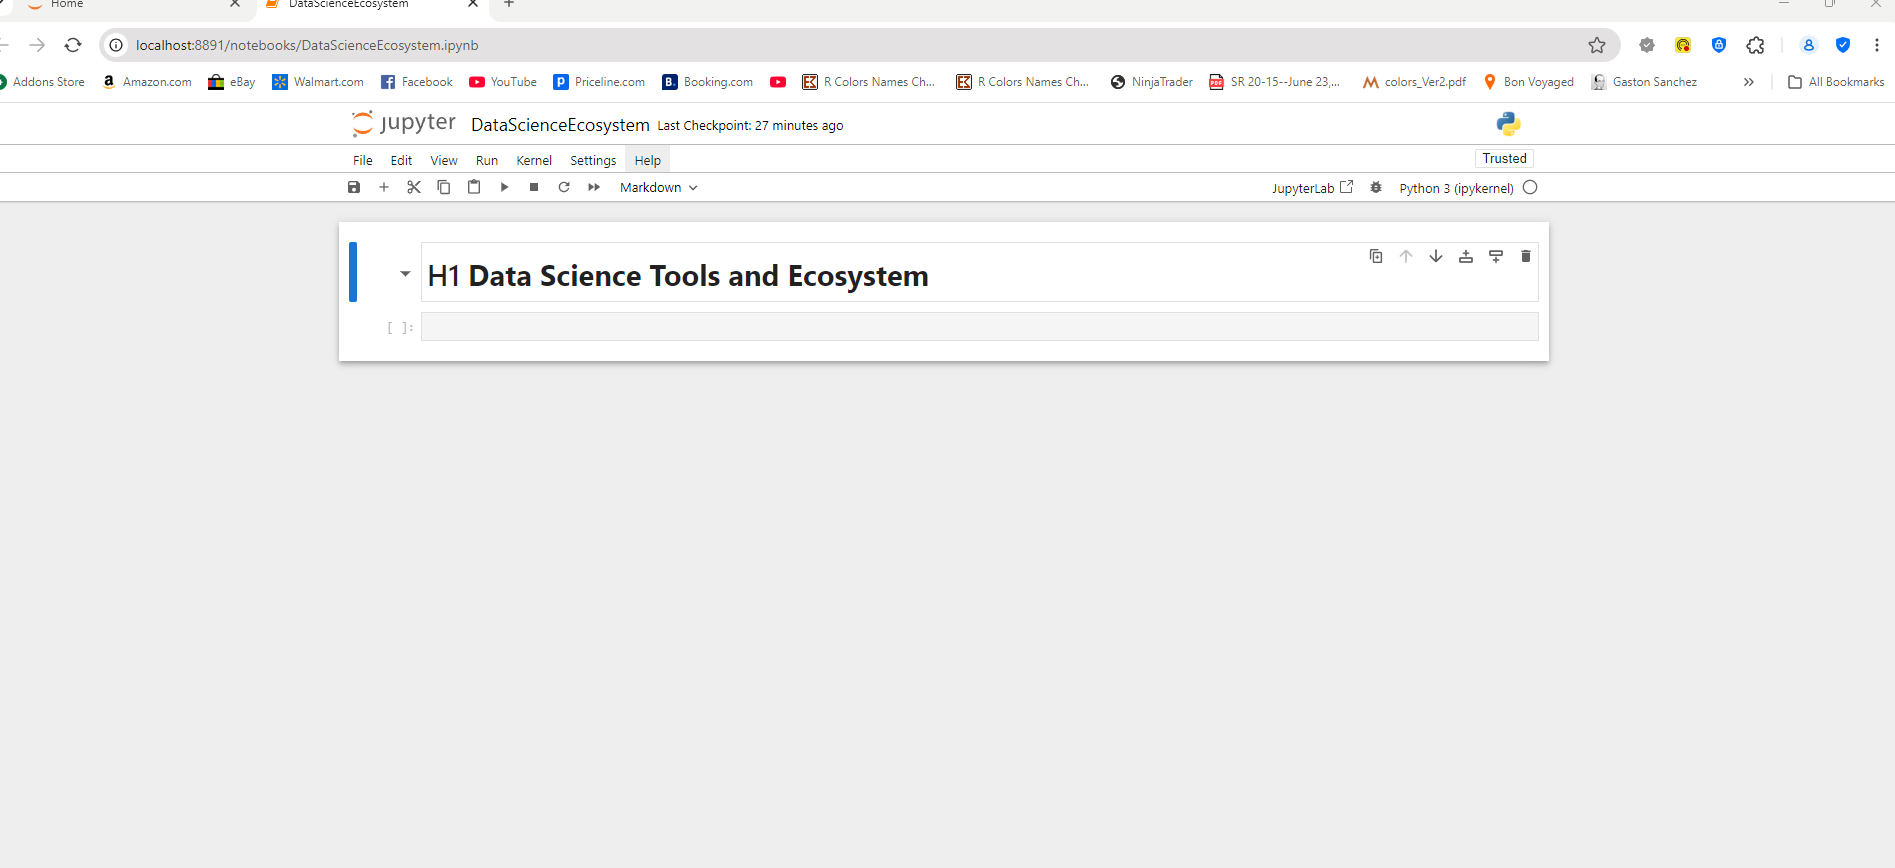 Home
DataScienceEcosystem
localhost:8891/notebooks/DataScienceEcosystem.ipynb
Addons Store Amazon.com eBay Walmart.com Facebook YouTube Priceline.com Booking.com R Colors Names Ch... R Colors Names Ch... NinjaTrader SR 20-15--June 23,... colors_Ver2.pdf Bon Voyaged Gaston Sanchez » All Bookmarks
jupyter DataScienceEcosystem Last Checkpoint: 27 minutes ago
File Edit View Run Kernel Settings Help Trusted
Markdown JupyterLab Python 3 (ipykernel)
H1 Data Science Tools and Ecosystem
[ ]: